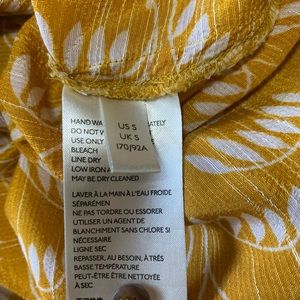 US S
UK S
170/92A
HAND WA ATELY
DO NOT W
USE ONLY
BLEACH
LINE DRY
LOW IRON
MAY BE DRY CLEANED
LAVER À LA MAIN À L'EAU FROIDE
SÉPARÉMEN
NE PAS TORDRE OU ESSORER
UTILISER UN AGENT DE
BLANCHIMENT SANS CHLORE SI
NÉCESSAIRE
LIGNE SEC
REPASSER, AU BESOIN, À TRÈS
BASSE TEMPÉRATURE
PEUT-ÊTRE NETTOYÉE
À SEC